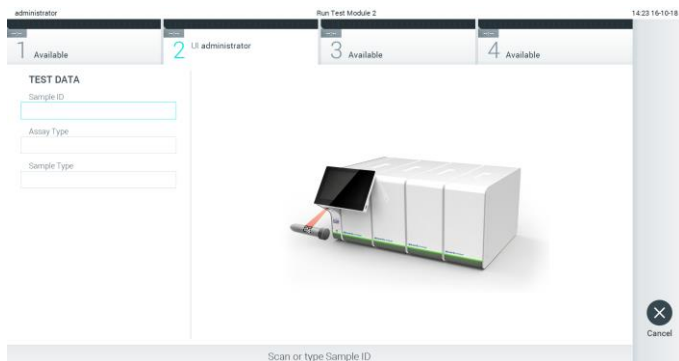 administrator
Run Test Module 2
14:23 16-10-18
1 Available
2 UI administrator
3 Available
4 Available
TEST DATA
Sample ID
Assay Type
Sample Type
Cancel
Scan or type Sample ID